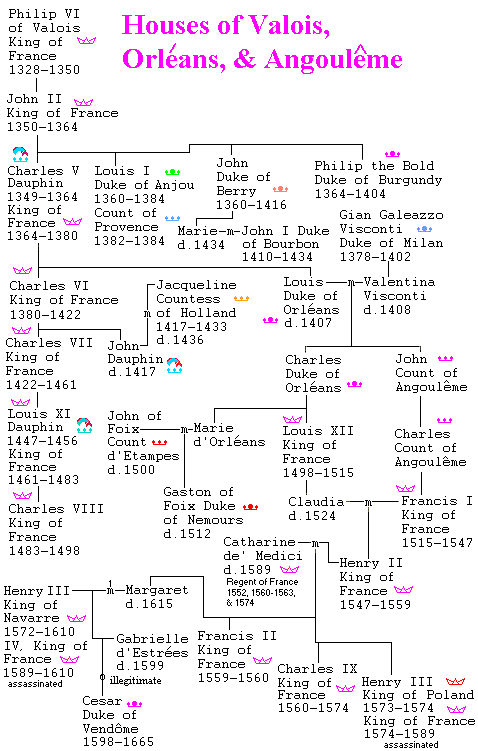 Houses of Valois,
Orléans, & Angoulême
Philip VI
of Valois
King of
France
1328–1350
John II
King of France
1350–1364
Charles V
Dauphin
1349–1364
King of
France
1364–1380
Louis I
Duke of Anjou
1360–1384
Count of
Provence
1382–1384
John
Duke of
Berry
1360–1416
Philip the Bold
Duke of Burgundy
1364–1404
Marie–m–John I Duke
d.1434 of Bourbon
1410–1434
Gian Galeazzo
Visconti
Duke of Milan
1378–1402
Charles VI
King of France
1380–1422
Jacqueline
Countess
m of Holland
1417–1433
d.1436
Louis m Valentina
Duke of Visconti
Orléans d.1408
d.1407
Charles VII
King of
France
1422–1461
John
Dauphin
d.1417
Charles
Duke of
Orléans
John
Count of
Angoulême
Louis XI
Dauphin
1447–1456
King of
France
1461–1483
John of
Foix m Marie
Count d'Orléans
d'Etampes
d.1500
Louis XII
King of
France
1498–1515
Charles
Count of
Angoulême
Charles VIII
King of
France
1483–1498
Gaston of
Foix Duke
of Nemours
d.1512
Claudia m Francis I
d.1524 King of
France
1515–1547
Catharine
de' Medici m
d.1589
Regent of France
1552, 1560-1563,
& 1574
Henry II
King of
France
1547–1559
Henry III 1 m Margaret
King of d.1615
Navarre
1572–1610
IV, King of
France
1589–1610
assassinated
Gabrielle
d'Estrées
d.1599
illegitimate
Francis II
King of
France
1559–1560
Charles IX
King of
France
1560–1574
Henry III
King of Poland
1573–1574
King of France
1574–1589
assassinated
Cesar
Duke of
Vendôme
1598–1665